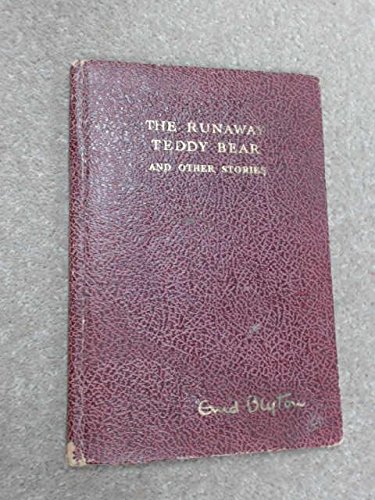 THE RUNAWAY
TEDDY BEAR
AND OTHER STORIES
Enid Blyton